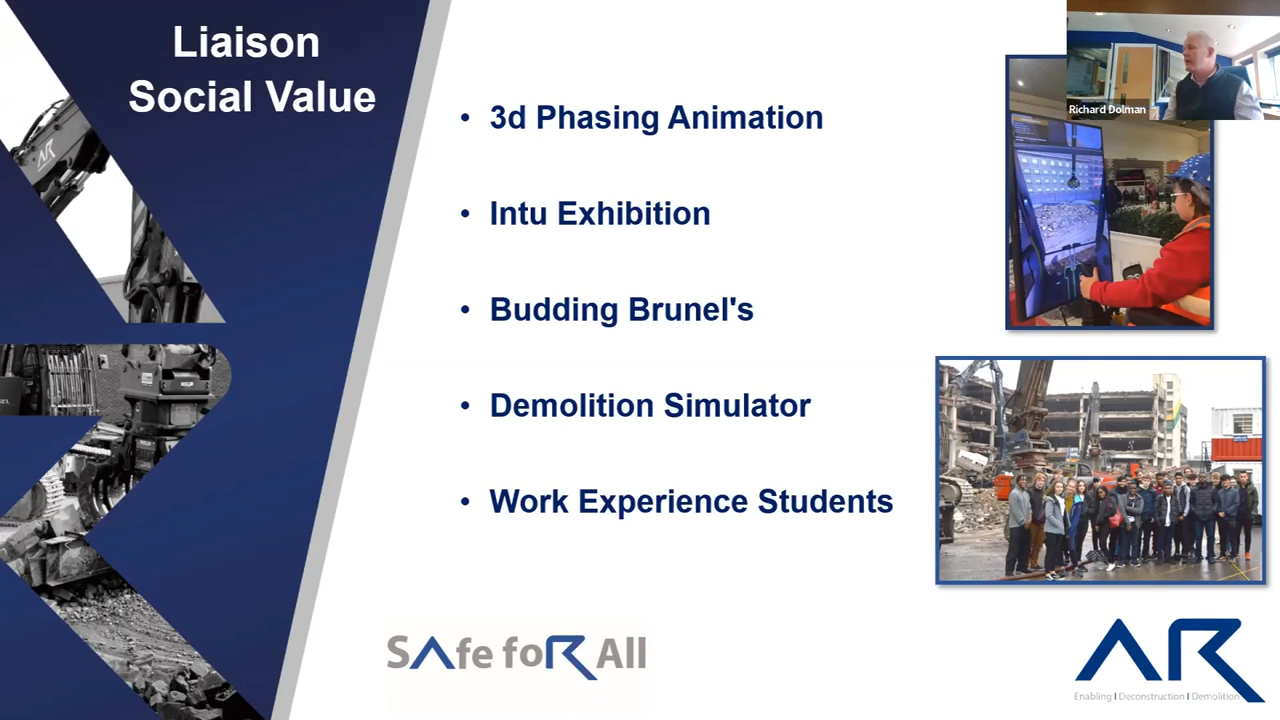 Liaison
Social Value
• 3d Phasing Animation
• Intu Exhibition
• Budding Brunel's
• Demolition Simulator
• Work Experience Students
Richard Dolman
SAfe foR All
AR
Enabling I Deconstruction I Demolition
AR